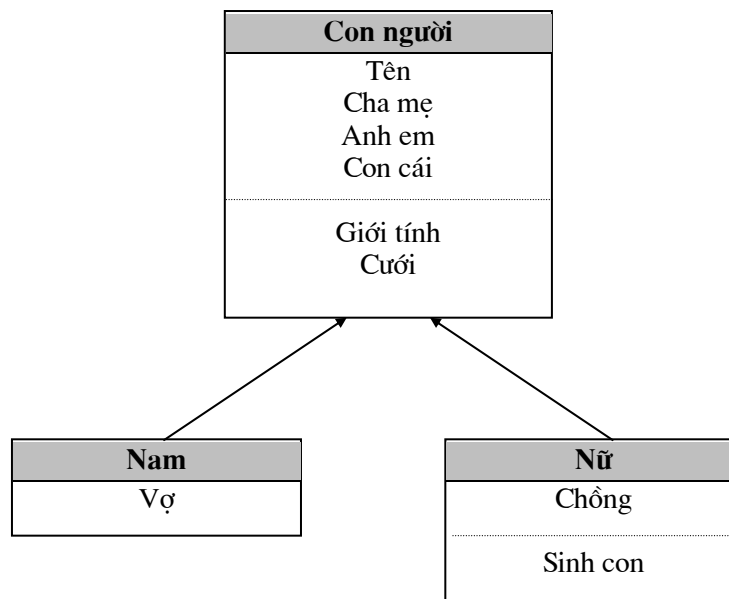 Con người
Tên
Cha mẹ
Anh em
Con cái
Giới tính
Cưới
Nam
Vợ
Nữ
Chồng
Sinh con